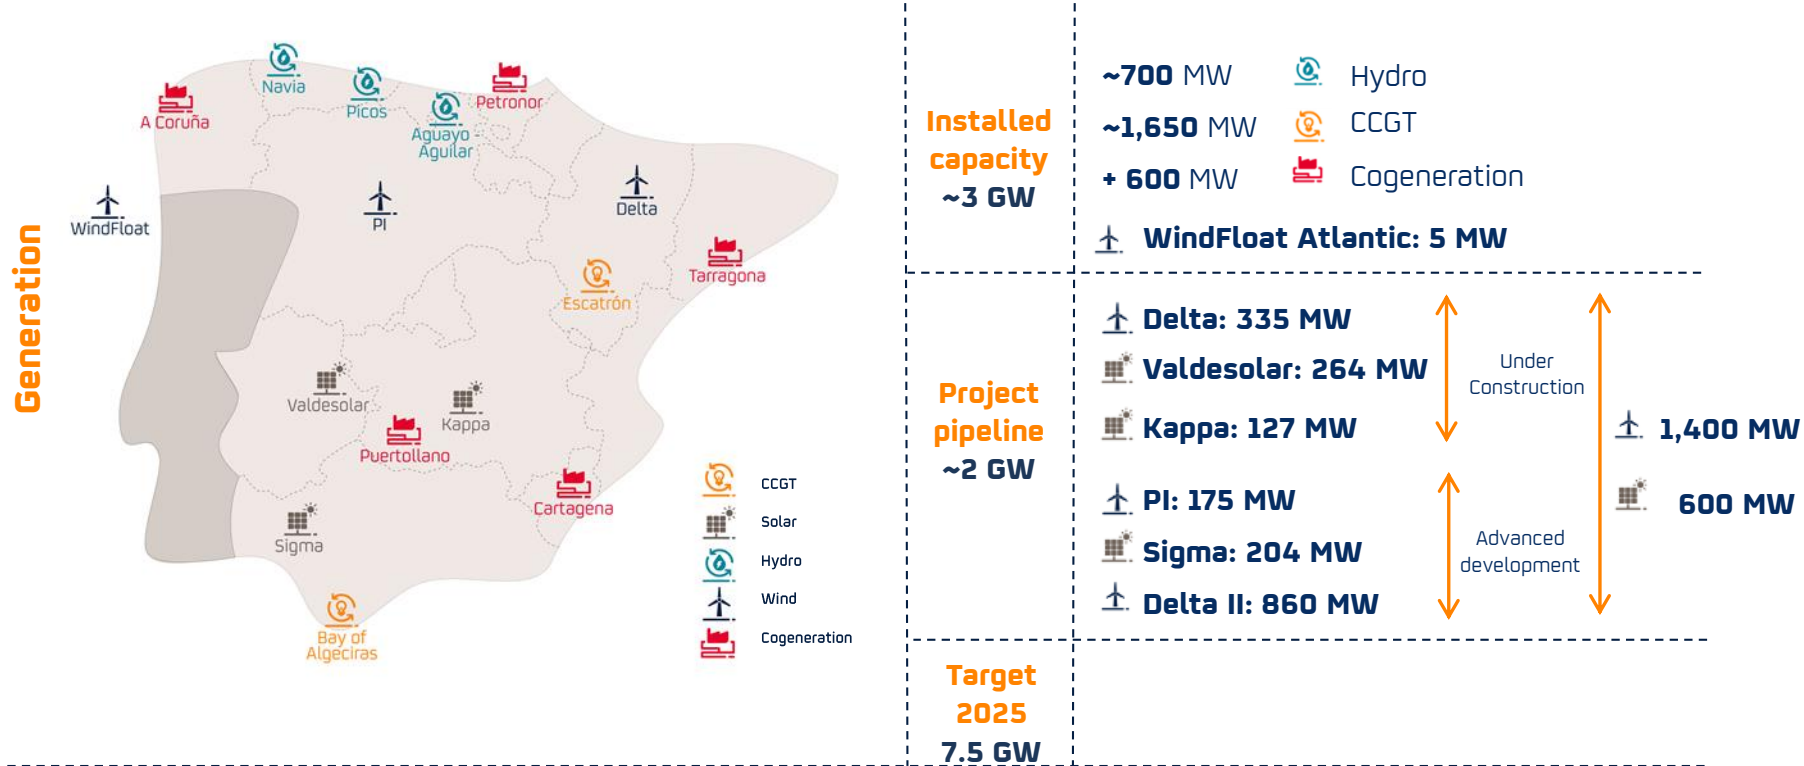 Generation
Navia
Picos
Petronor
A Coruña
Aguayo -
Aguilar
WindFloat
PI
Delta
Tarragona
Escatrón
Valdesolar
Kappa
Puertollano
Cartagena
Sigma
Bay of
Algeciras
CCGT
Solar
Hydro
Wind
Cogeneration
Installed
capacity
~3 GW
~700 MW Hydro
~1,650 MW CCGT
+ 600 MW Cogeneration
WindFloat Atlantic: 5 MW
Project
pipeline
~2 GW
Delta: 335 MW
Valdesolar: 264 MW
Kappa: 127 MW
Under
Construction
PI: 175 MW
Sigma: 204 MW
Delta II: 860 MW
Advanced
development
1,400 MW
600 MW
Target
2025
7.5 GW